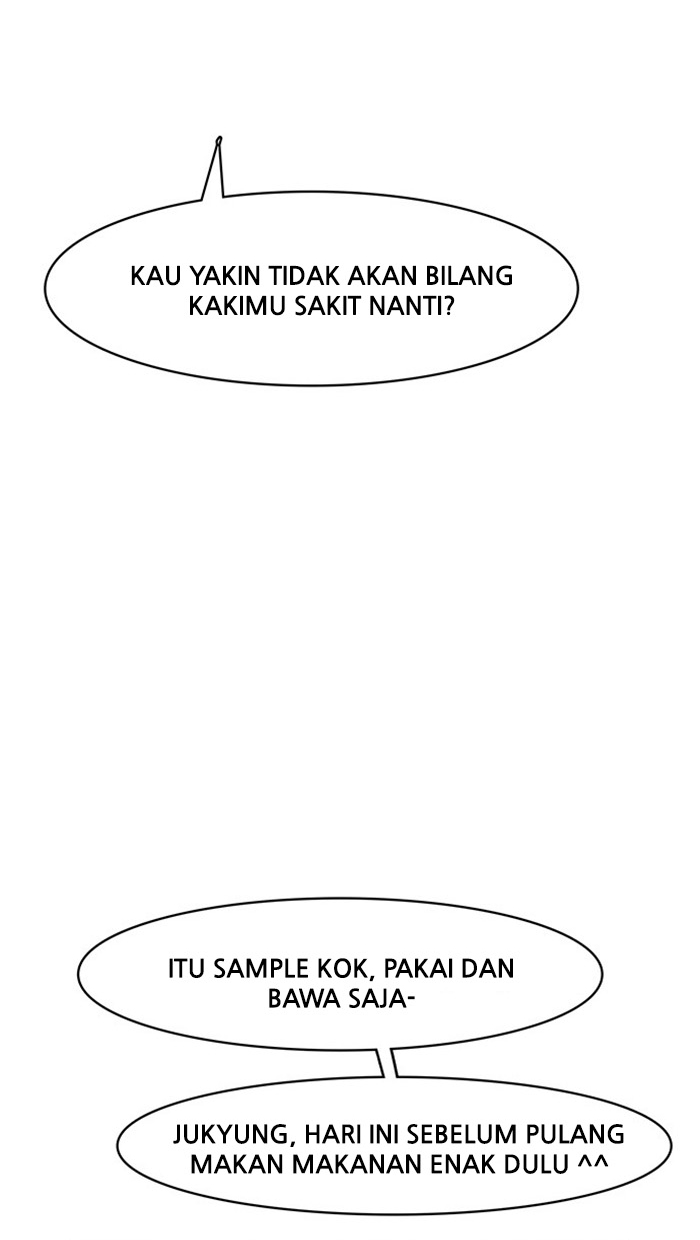 KAU YAKIN TIDAK AKAN BILANG
KAKIMU SAKIT NANTI?
ITU SAMPLE KOK, PAKAI DAN
BAWA SAJA-
JUKYUNG, HARI INI SEBELUM PULANG
MAKAN MAKANAN ENAK DULU ^^